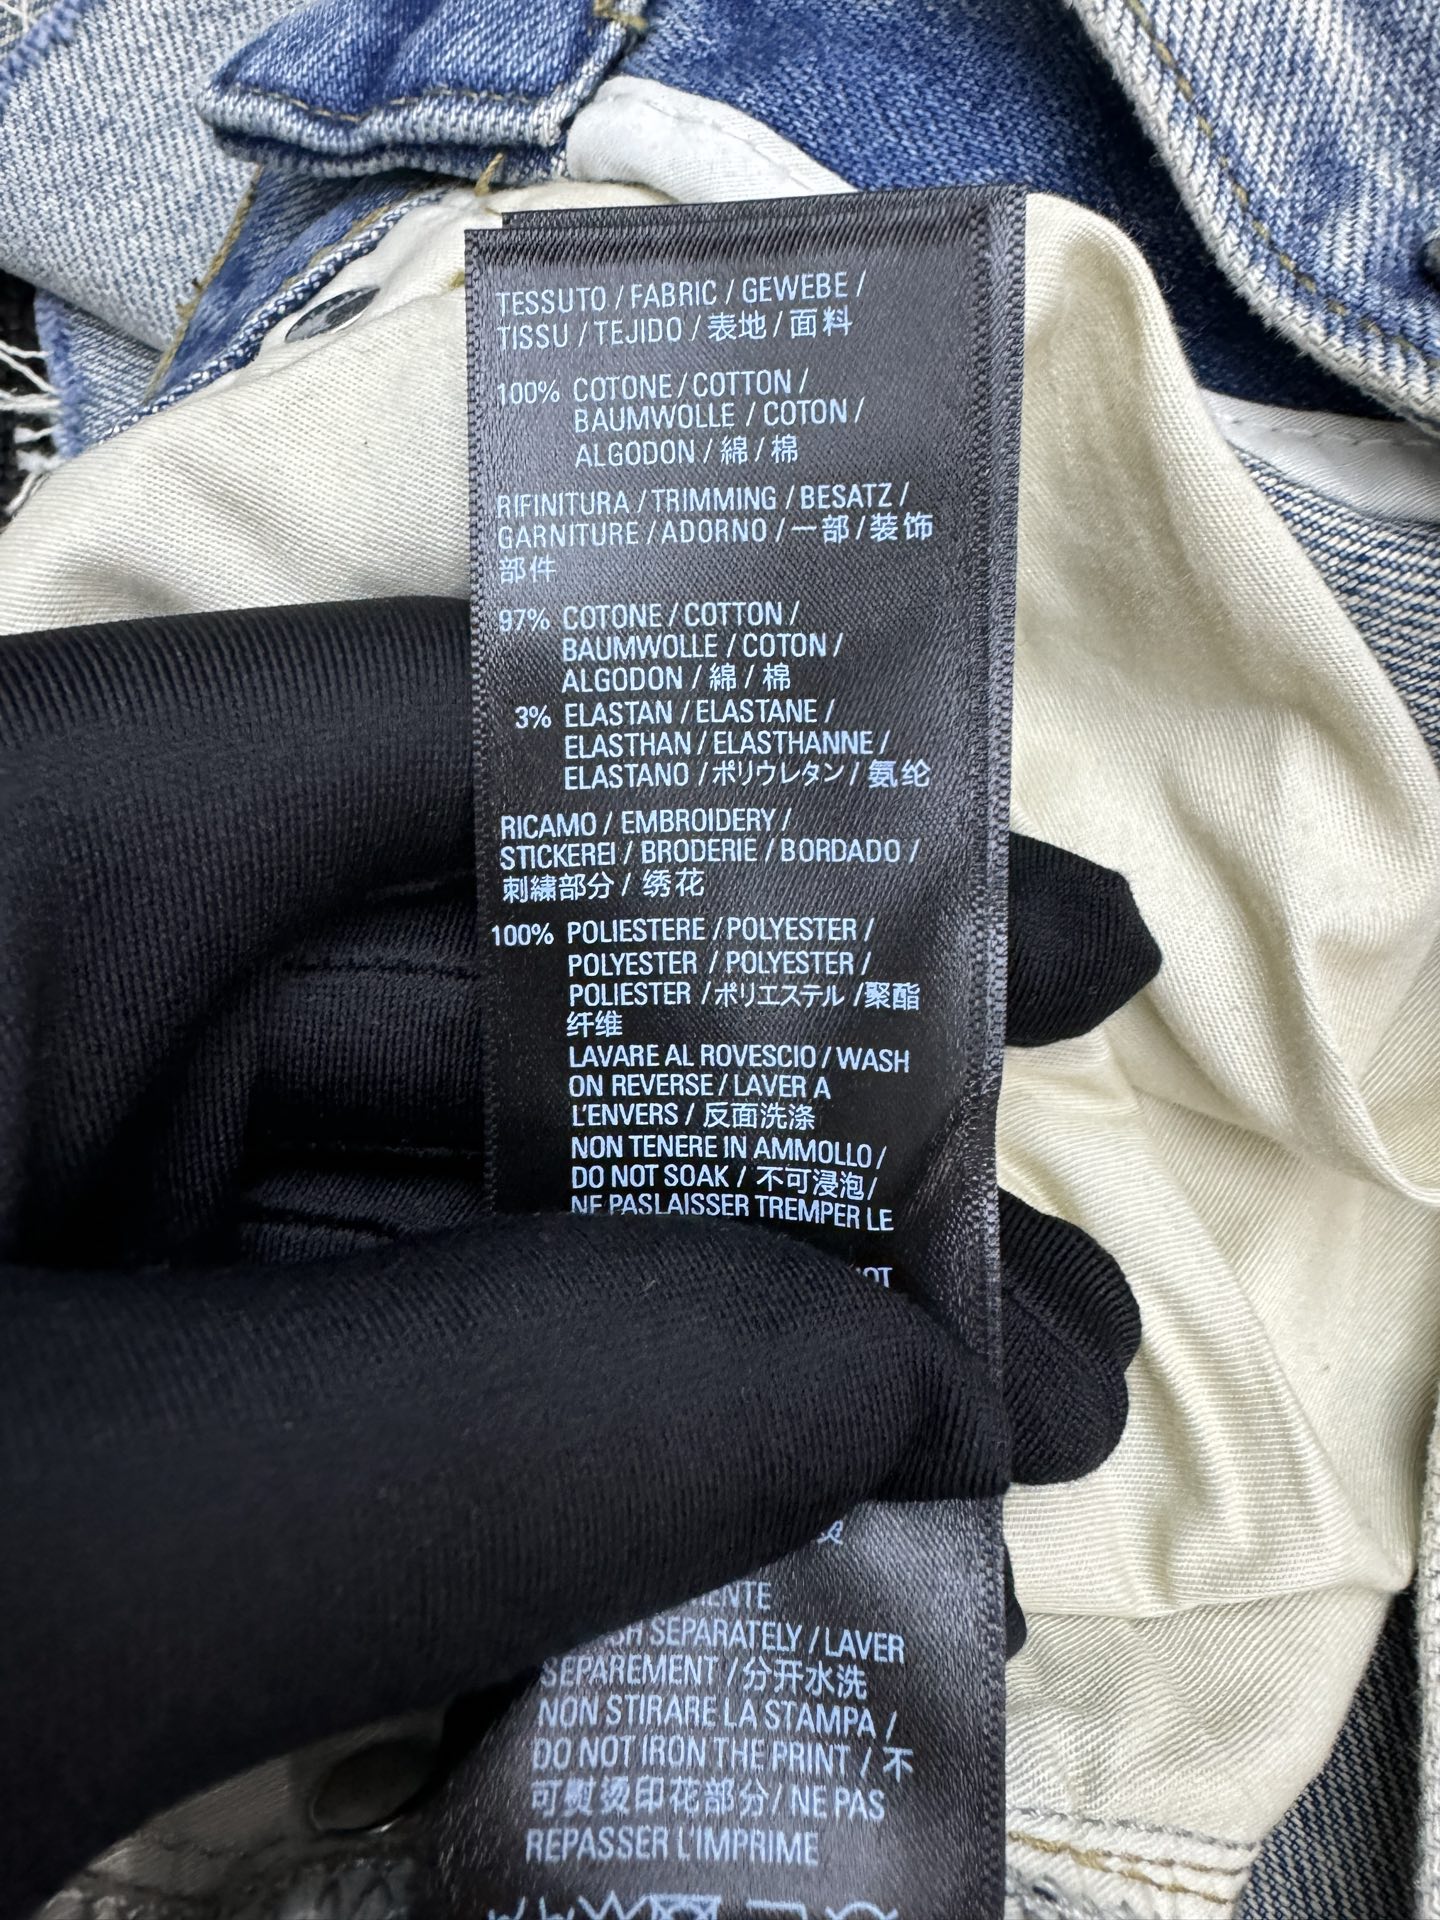 TESSUTO / FABRIC / GEWEBE /
TISSU / TEJIDO / 表地 / 面料
100% COTONE / COTTON /
BAUMWOLLE / COTON /
ALGODON / 綿 / 棉
RIFINITURA / TRIMMING / BESATZ /
GARNITURE / ADORNO / 一部 / 装饰
部件
97% COTONE / COTTON /
BAUMWOLLE / COTON /
ALGODON / 綿 / 棉
3% ELASTAN / ELASTANE /
ELASTHAN / ELASTHANNE /
ELASTANO / ポリウレタン / 氨纶
RICAMO / EMBROIDERY /
STICKEREI / BRODERIE / BORDADO /
刺繍部分 / 绣花
100% POLIESTERE / POLYESTER /
POLYESTER / POLYESTER /
POLIESTER / ポリエステル / 聚酯
纤维
LAVARE AL ROVESCIO / WASH
ON REVERSE / LAVER A
L'ENVERS / 反面洗涤
NON TENERE IN AMMOLLO /
DO NOT SOAK / 不可浸泡 /
NE PASLAISSER TREMPER LE
SEPARATELY / LAVER
SEPAREMENT / 分开水洗
NON STIRARE LA STAMPA /
DO NOT IRON THE PRINT / 不
可熨烫印花部分 / NE PAS
REPASSER L'IMPRIME